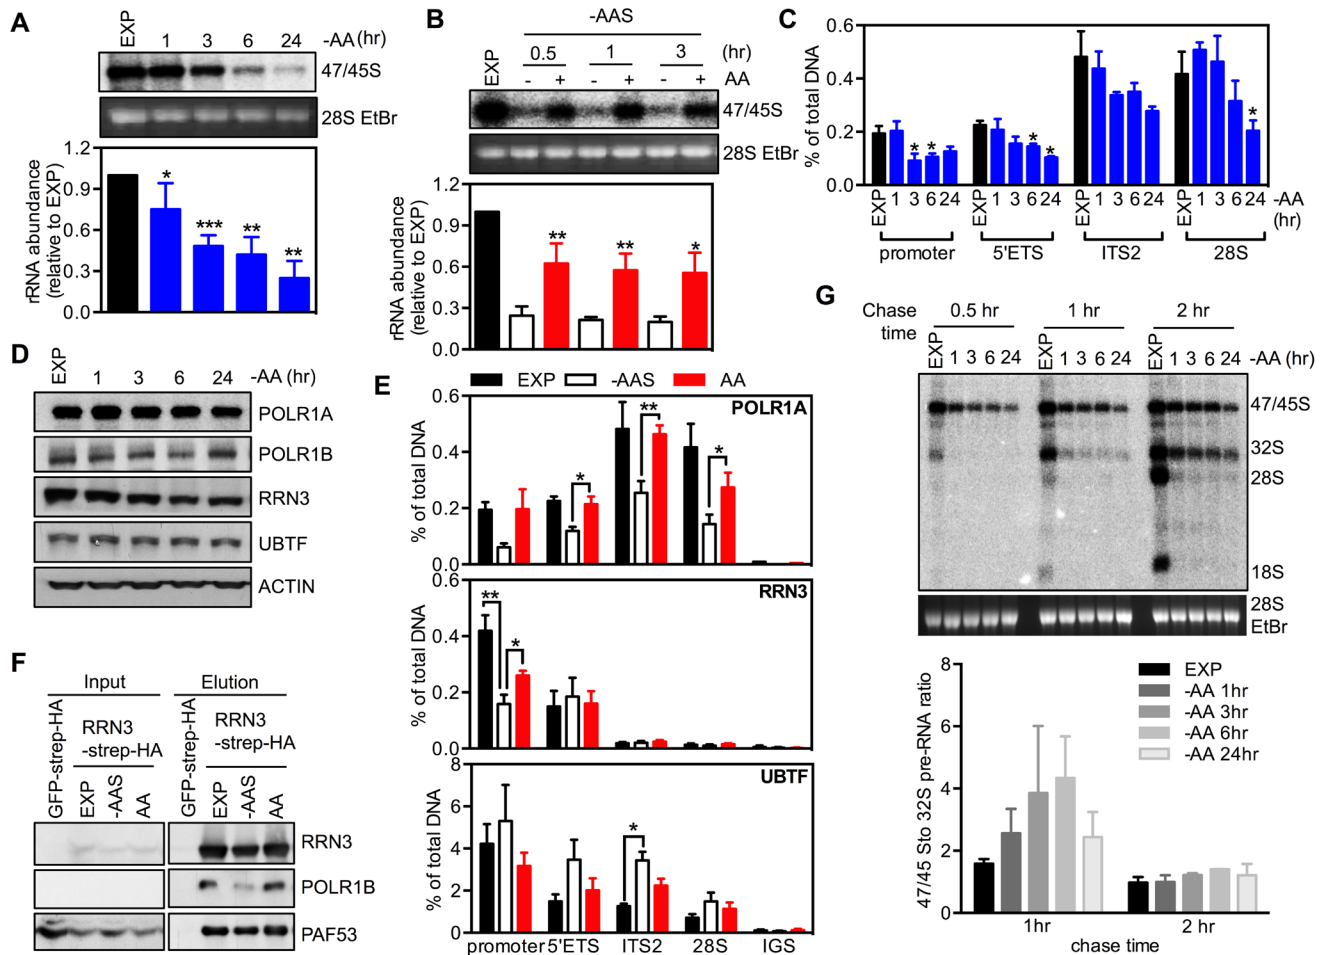 A
EXP 1 3 6 24 -AA (hr)
47/45S
28S EtBr
rRNA abundance
(relative to EXP)
1.2
0.9
0.6
0.3
0.0
* *** ** **
B
-AAS
EXP 0.5 1 3 (hr)
- + - + - + AA
47/45S
28S EtBr
rRNA abundance
(relative to EXP)
1.2
0.9
0.6
0.3
0.0
** ** *
C
% of total DNA
0.6
0.4
0.2
0.0
* * * * *
EXP 1 3 6 24 EXP 1 3 6 24 EXP 1 3 6 24 EXP 1 3 6 24 -AA
(hr)
promoter 5'ETS ITS2 28S
D
EXP 1 3 6 24 -AA (hr)
POLR1A
POLR1B
RRN3
UBTF
ACTIN
E
EXP -AAS AA
POLR1A
% of total DNA
0.6
0.4
0.2
0.0
* ** *
RRN3
% of total DNA
0.6
0.4
0.2
0.0
** *
UBTF
% of total DNA
8
6
4
2
0
*
promoter 5'ETS ITS2 28S IGS
F
Input Elution
GFP-strep-HA RRN3 -strep-HA GFP-strep-HA RRN3 -strep-HA
EXP -AAS AA EXP -AAS AA
RRN3
POLR1B
PAF53
G
Chase time 0.5 hr 1 hr 2 hr
EXP 1 3 6 24 EXP 1 3 6 24 EXP 1 3 6 24 -AA (hr)
47/45S
32S
28S
18S
28S
EtBr
47/45 Sto 32S pre-RNA ratio
8
6
4
2
0
EXP
-AA 1hr
-AA 3hr
-AA 6hr
-AA 24hr
1hr 2 hr
chase time